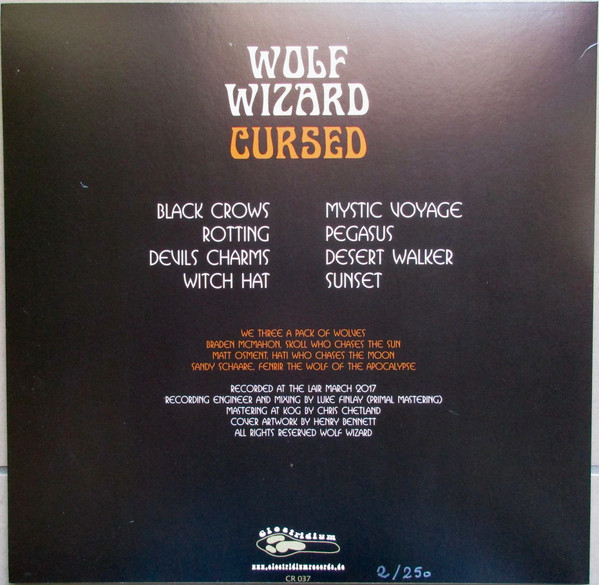 WOLF
WIZARD
CURSED
BLACK CROWS
ROTTING
DEVILS CHARMS
WITCH HAT
MYSTIC VOYAGE
PEGASUS
DESERT WALKER
SUNSET
WE THREE A PACK OF WOLVES
BRADEN MCMAHON, SKOLL WHO CHASES THE SUN
MATT OSMENT, HATI WHO CHASES THE MOON
SANDY SCHAARE, FENRIR THE WOLF OF THE APOCALYPSE
RECORDED AT THE LAIR MARCH 2017
RECORDING ENGINEER AND MIXING BY LUKE FINLAY (PRIMAL MASTERING)
MASTERING AT KOG BY CHRIS CHETLAND
COVER ARTWORK BY HENRY BENNETT
ALL RIGHTS RESERVED WOLF WIZARD
Clostridium
www.clostridiumrecords.de
CR 037
2/250